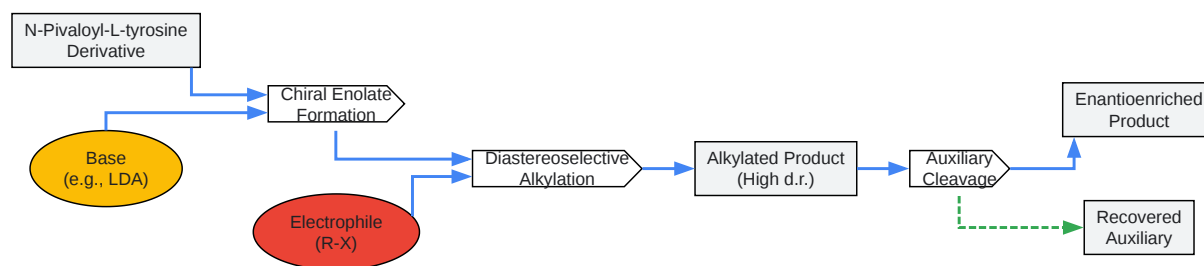 N-Pivaloyl-L-tyrosine
Derivative
Base
(e.g., LDA)
Chiral Enolate
Formation
Electrophile
(R-X)
Diastereoselective
Alkylation
Alkylated Product
(High d.r.)
Auxiliary
Cleavage
Enantioenriched
Product
Recovered
Auxiliary